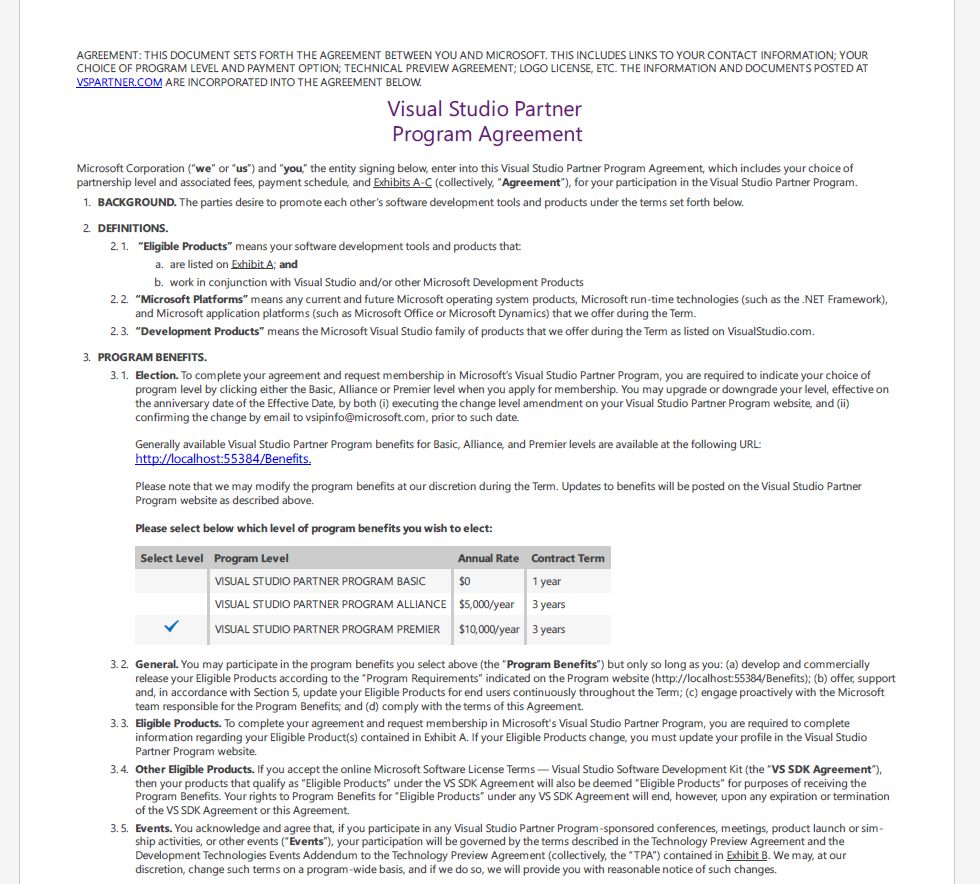 AGREEMENT: THIS DOCUMENT SETS FORTH THE AGREEMENT BETWEEN YOU AND MICROSOFT. THIS INCLUDES LINKS TO YOUR CONTACT INFORMATION; YOUR
CHOICE OF PROGRAM LEVEL AND PAYMENT OPTION; TECHNICAL PREVIEW AGREEMENT; LOGO LICENSE, ETC. THE INFORMATION AND DOCUMENTS POSTED AT
VSPARTNER.COM ARE INCORPORATED INTO THE AGREEMENT BELOW.
Visual Studio Partner
Program Agreement
Microsoft Corporation ("we" or "us") and "you," the entity signing below, enter into this Visual Studio Partner Program Agreement, which includes your choice of
partnership level and associated fees, payment schedule, and Exhibits A-C (collectively, "Agreement"), for your participation in the Visual Studio Partner Program.
1. BACKGROUND. The parties desire to promote each other's software development tools and products under the terms set forth below.
2. DEFINITIONS.
2.1. "Eligible Products" means your software development tools and products that:
a. are listed on Exhibit A; and
b. work in conjunction with Visual Studio and/or other Microsoft Development Products
2.2. "Microsoft Platforms" means any current and future Microsoft operating system products, Microsoft run-time technologies (such as the .NET Framework),
and Microsoft application platforms (such as Microsoft Office or Microsoft Dynamics) that we offer during the Term.
2.3. "Development Products" means the Microsoft Visual Studio family of products that we offer during the Term as listed on VisualStudio.com.
3. PROGRAM BENEFITS.
3.1. Election. To complete your agreement and request membership in Microsoft's Visual Studio Partner Program, you are required to indicate your choice of
program level by clicking either the Basic, Alliance or Premier level when you apply for membership. You may upgrade or downgrade your level, effective on
the anniversary date of the Effective Date, by both (i) executing the change level amendment on your Visual Studio Partner Program website, and (ii)
confirming the change by email to vsipinfo@microsoft.com, prior to such date.
Generally available Visual Studio Partner Program benefits for Basic, Alliance, and Premier levels are available at the following URL:
http://localhost:55384/Benefits.
Please note that we may modify the program benefits at our discretion during the Term. Updates to benefits will be posted on the Visual Studio Partner
Program website as described above.
Please select below which level of program benefits you wish to elect:
Select Level Program Level Annual Rate Contract Term
VISUAL STUDIO PARTNER PROGRAM BASIC $0 1 year
VISUAL STUDIO PARTNER PROGRAM ALLIANCE $5,000/year 3 years
VISUAL STUDIO PARTNER PROGRAM PREMIER $10,000/year 3 years
3.2. General. You may participate in the program benefits you select above (the "Program Benefits") but only so long as you: (a) develop and commercially
release your Eligible Products according to the "Program Requirements" indicated on the Program website (http://localhost:55384/Benefits); (b) offer, support
and, in accordance with Section 5, update your Eligible Products for end users continuously throughout the Term; (c) engage proactively with the Microsoft
team responsible for the Program Benefits; and (d) comply with the terms of this Agreement.
3.3. Eligible Products. To complete your agreement and request membership in Microsoft's Visual Studio Partner Program, you are required to complete
information regarding your Eligible Product(s) contained in Exhibit A. If your Eligible Products change, you must update your profile in the Visual Studio
Partner Program website.
3.4. Other Eligible Products. If you accept the online Microsoft Software License Terms — Visual Studio Software Development Kit (the "VS SDK Agreement"),
then your products that qualify as "Eligible Products" under the VS SDK Agreement will also be deemed "Eligible Products" for purposes of receiving the
Program Benefits. Your rights to Program Benefits for "Eligible Products" under any VS SDK Agreement will end, however, upon any expiration or termination
of the VS SDK Agreement or this Agreement.
3.5. Events. You acknowledge and agree that, if you participate in any Visual Studio Partner Program-sponsored conferences, meetings, product launch or sim-
ship activities, or other events ("Events"), your participation will be governed by the terms described in the Technology Preview Agreement and the
Development Technologies Events Addendum to the Technology Preview Agreement (collectively, the "TPA") contained in Exhibit B. We may, at our
discretion, change such terms on a program-wide basis, and if we do so, we will provide you with reasonable notice of such changes.